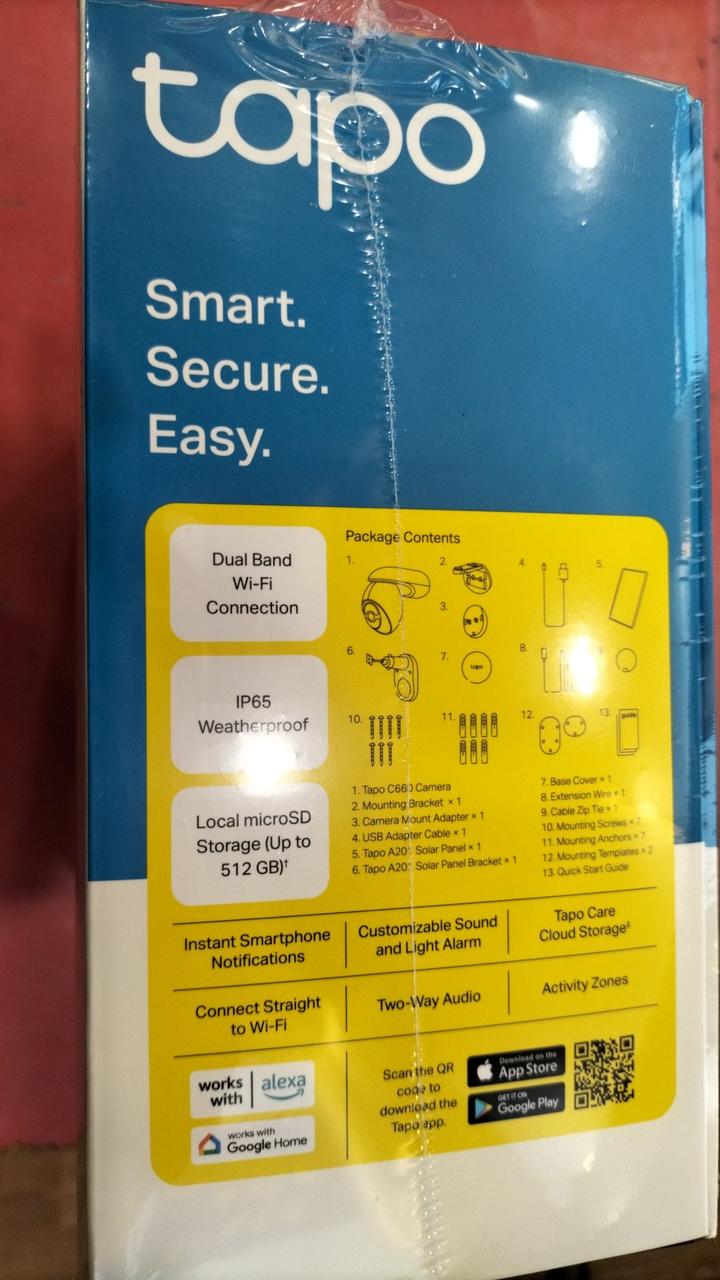 tapo
Smart.
Secure.
Easy.
Dual Band
Wi-Fi
Connection
IP65
Weatherproof
Local microSD
Storage (Up to
512 GB)†
Package Contents
1.
2.
3.
4.
5.
6.
7.
tapo
8.
9
10.
11.
12.
13.
guide
1. Tapo C660 Camera
2. Mounting Bracket × 1
3. Camera Mount Adapter × 1
4. USB Adapter Cable × 1
5. Tapo A201 Solar Panel × 1
6. Tapo A201 Solar Panel Bracket × 1
7. Base Cover × 1
8. Extension Wire × 1
9. Cable Zip Tie × 1
10. Mounting Screws × 7
11. Mounting Anchors × 7
12. Mounting Templates × 2
13. Quick Start Guide
Instant Smartphone
Notifications
Customizable Sound
and Light Alarm
Tapo Care
Cloud Storage‡
Connect Straight
to Wi-Fi
Two-Way Audio
Activity Zones
works
with
alexa
works with
Google Home
Scan the QR
code to
download the
Tapo app.
Download on the
App Store
GET IT ON
Google Play